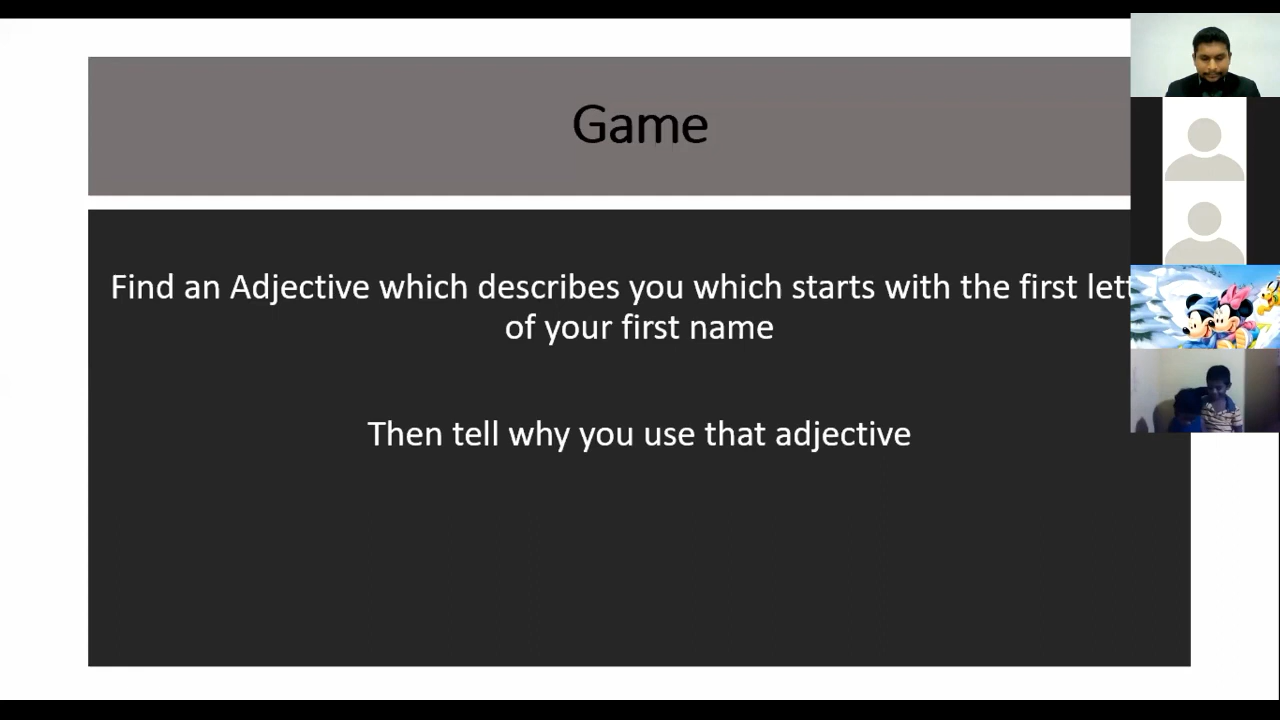 Game
Find an Adjective which describes you which starts with the first lett
of your first name
Then tell why you use that adjective